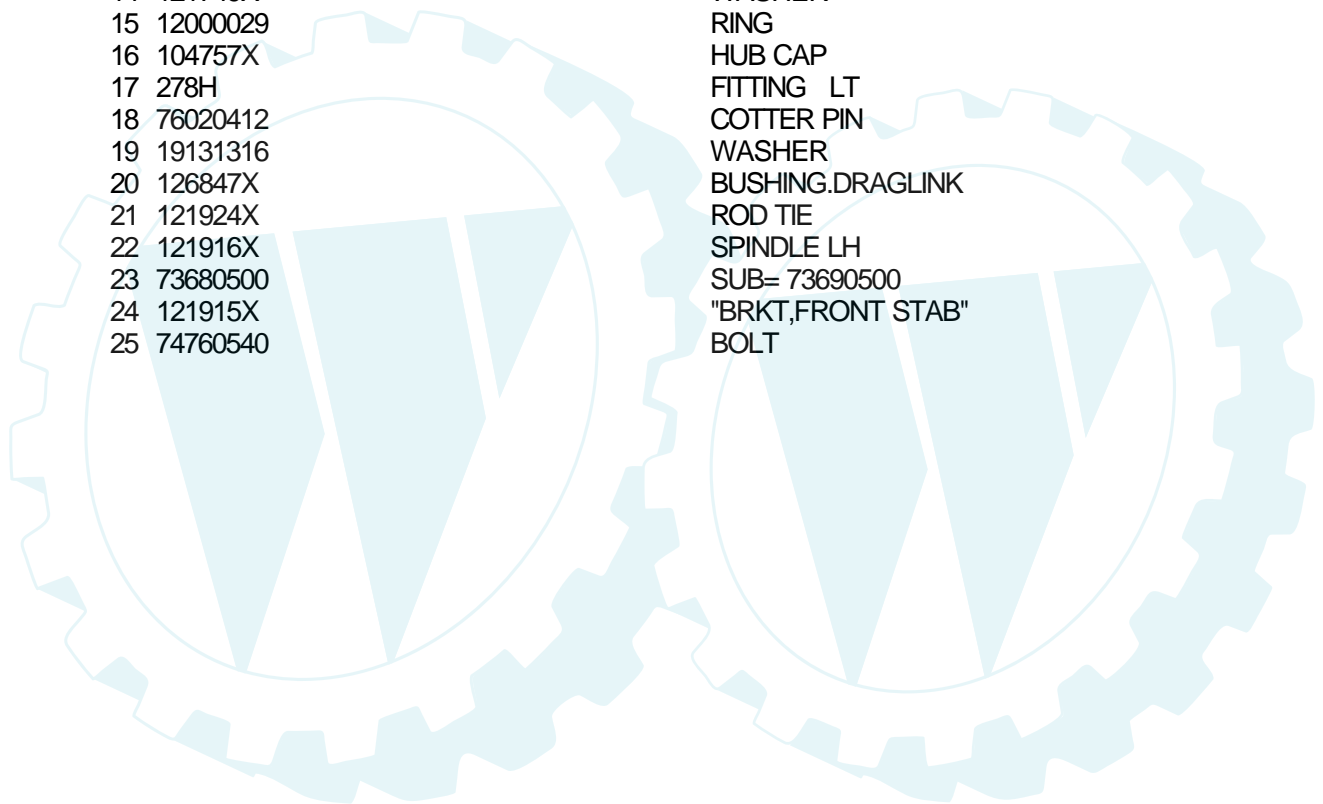 15 12000029 RING
16 104757X HUB CAP
17 278H FITTING LT
18 76020412 COTTER PIN
19 19131316 WASHER
20 126847X BUSHING.DRAGLINK
21 121924X ROD TIE
22 121916X SPINDLE LH
23 73680500 SUB= 73690500
24 121915X "BRKT,FRONT STAB"
25 74760540 BOLT